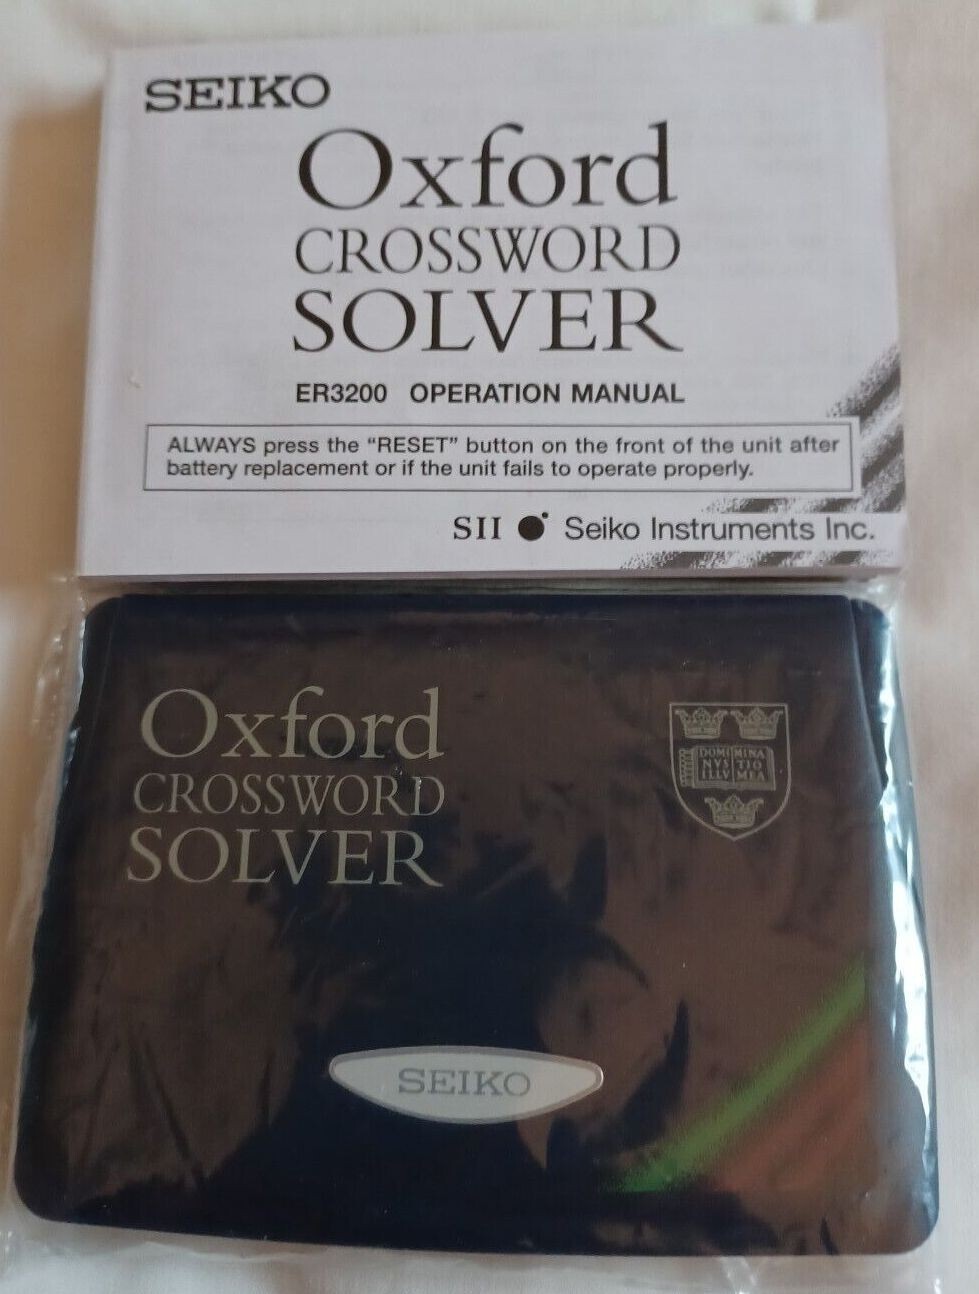 SEIKO
Oxford
CROSSWORD
SOLVER
ER3200 OPERATION MANUAL
ALWAYS press the “RESET” button on the front of the unit after
battery replacement or if the unit fails to operate properly.
SII Seiko Instruments Inc.
Oxford
CROSSWORD
SOLVER
DOMI MINA
NVS TIO
ILLV MEA
SEIKO